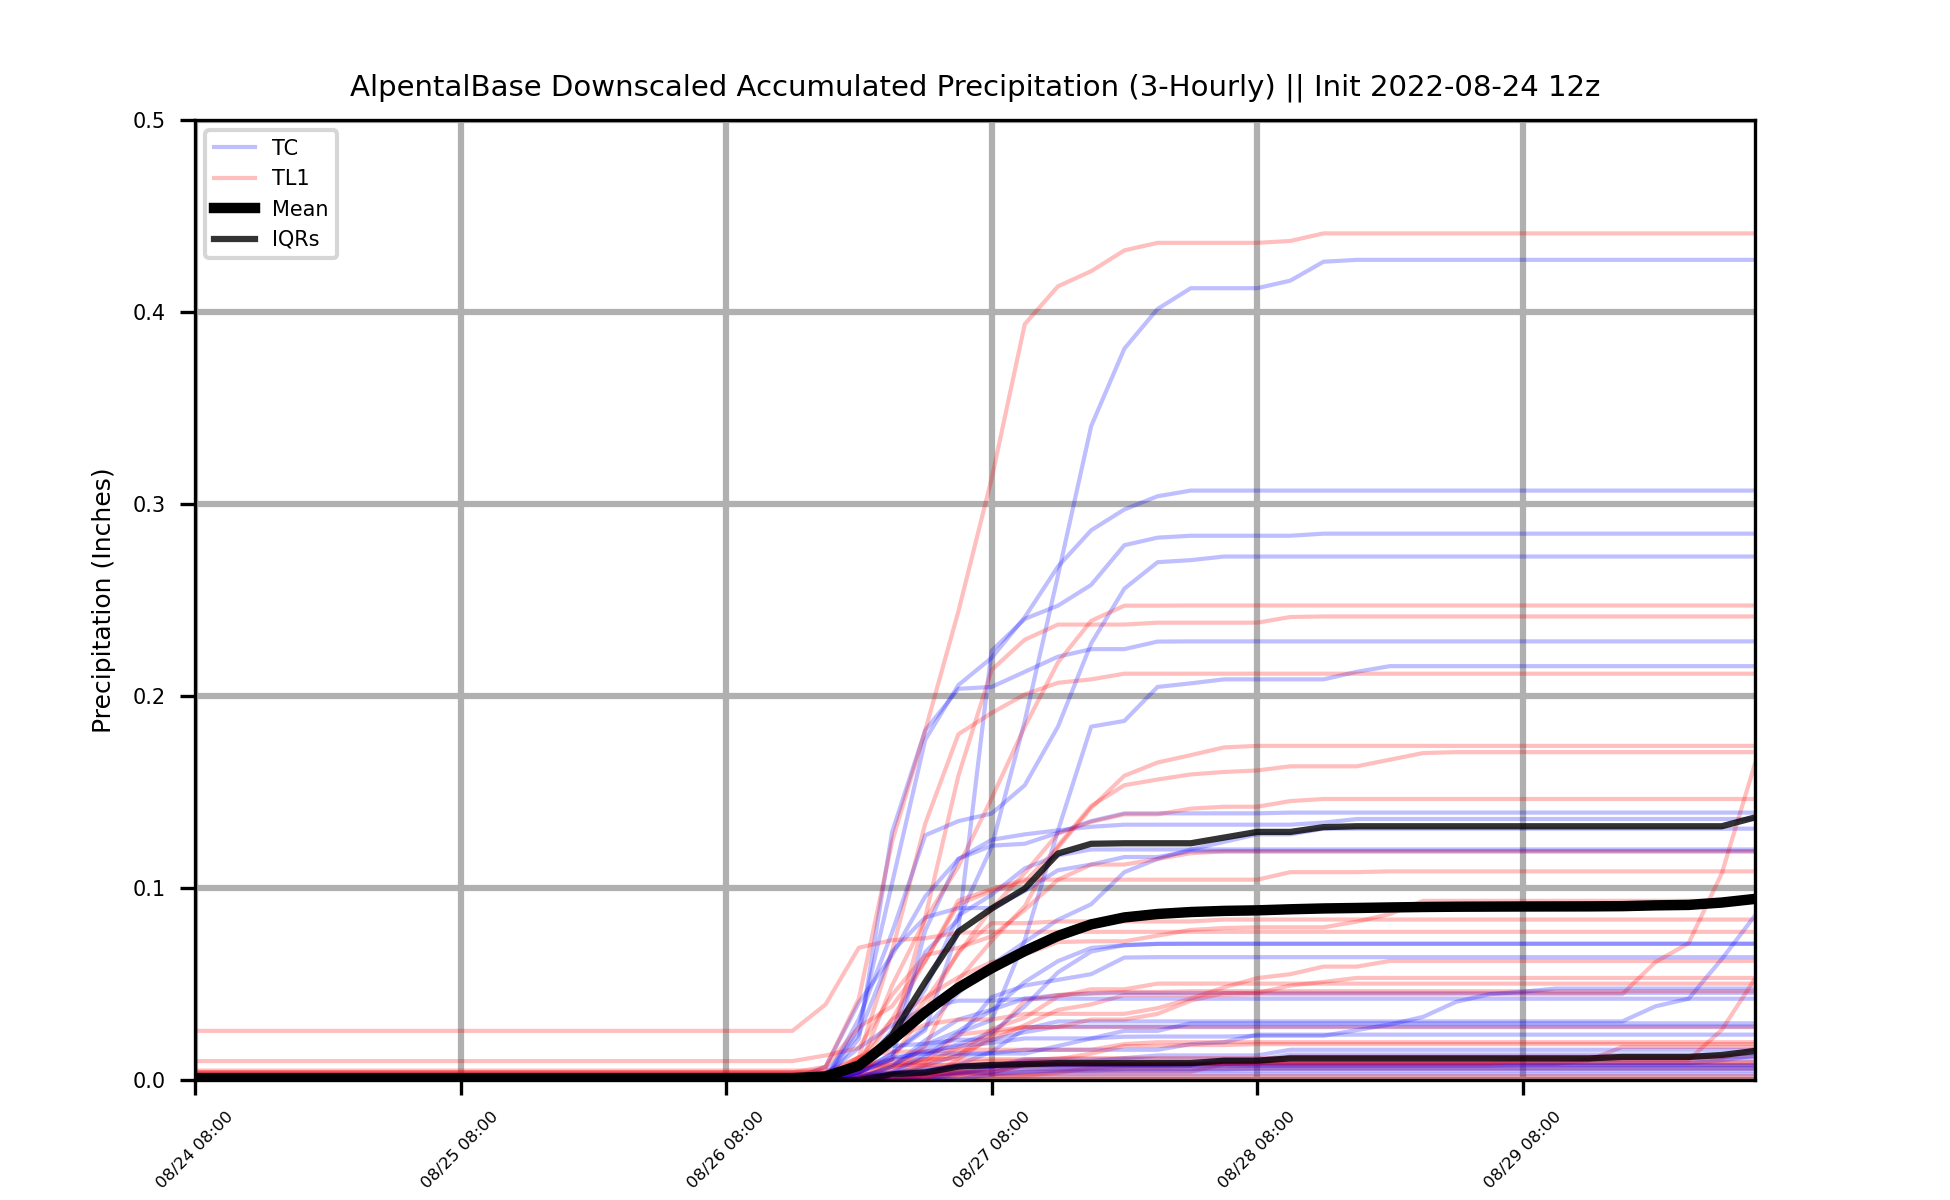 AlpentalBase Downscaled Accumulated Precipitation (3-Hourly) || Init 2022-08-24 12z
Precipitation (Inches)
0.5
0.4
0.3
0.2
0.1
0.0
TC
TL1
Mean
IQRs
08/24 08:00
08/25 08:00
08/26 08:00
08/27 08:00
08/28 08:00
08/29 08:00